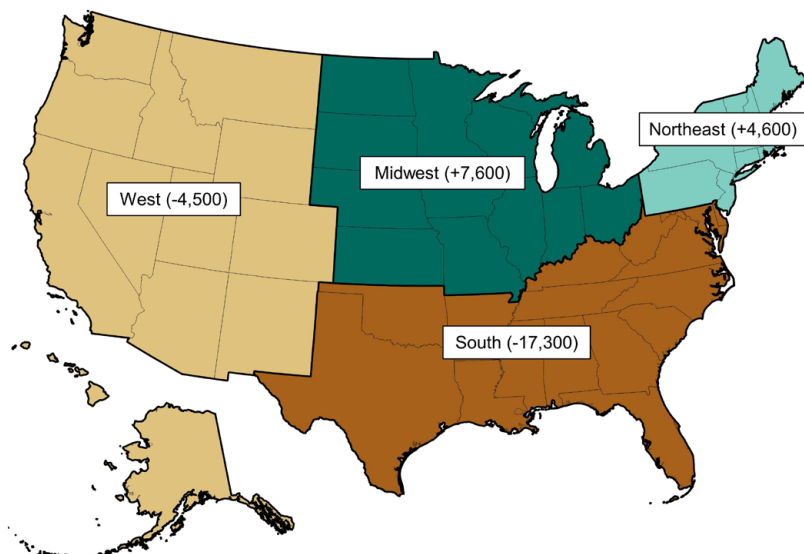 Northeast (+4,600)
Midwest (+7,600)
West (-4,500)
South (-17,300)